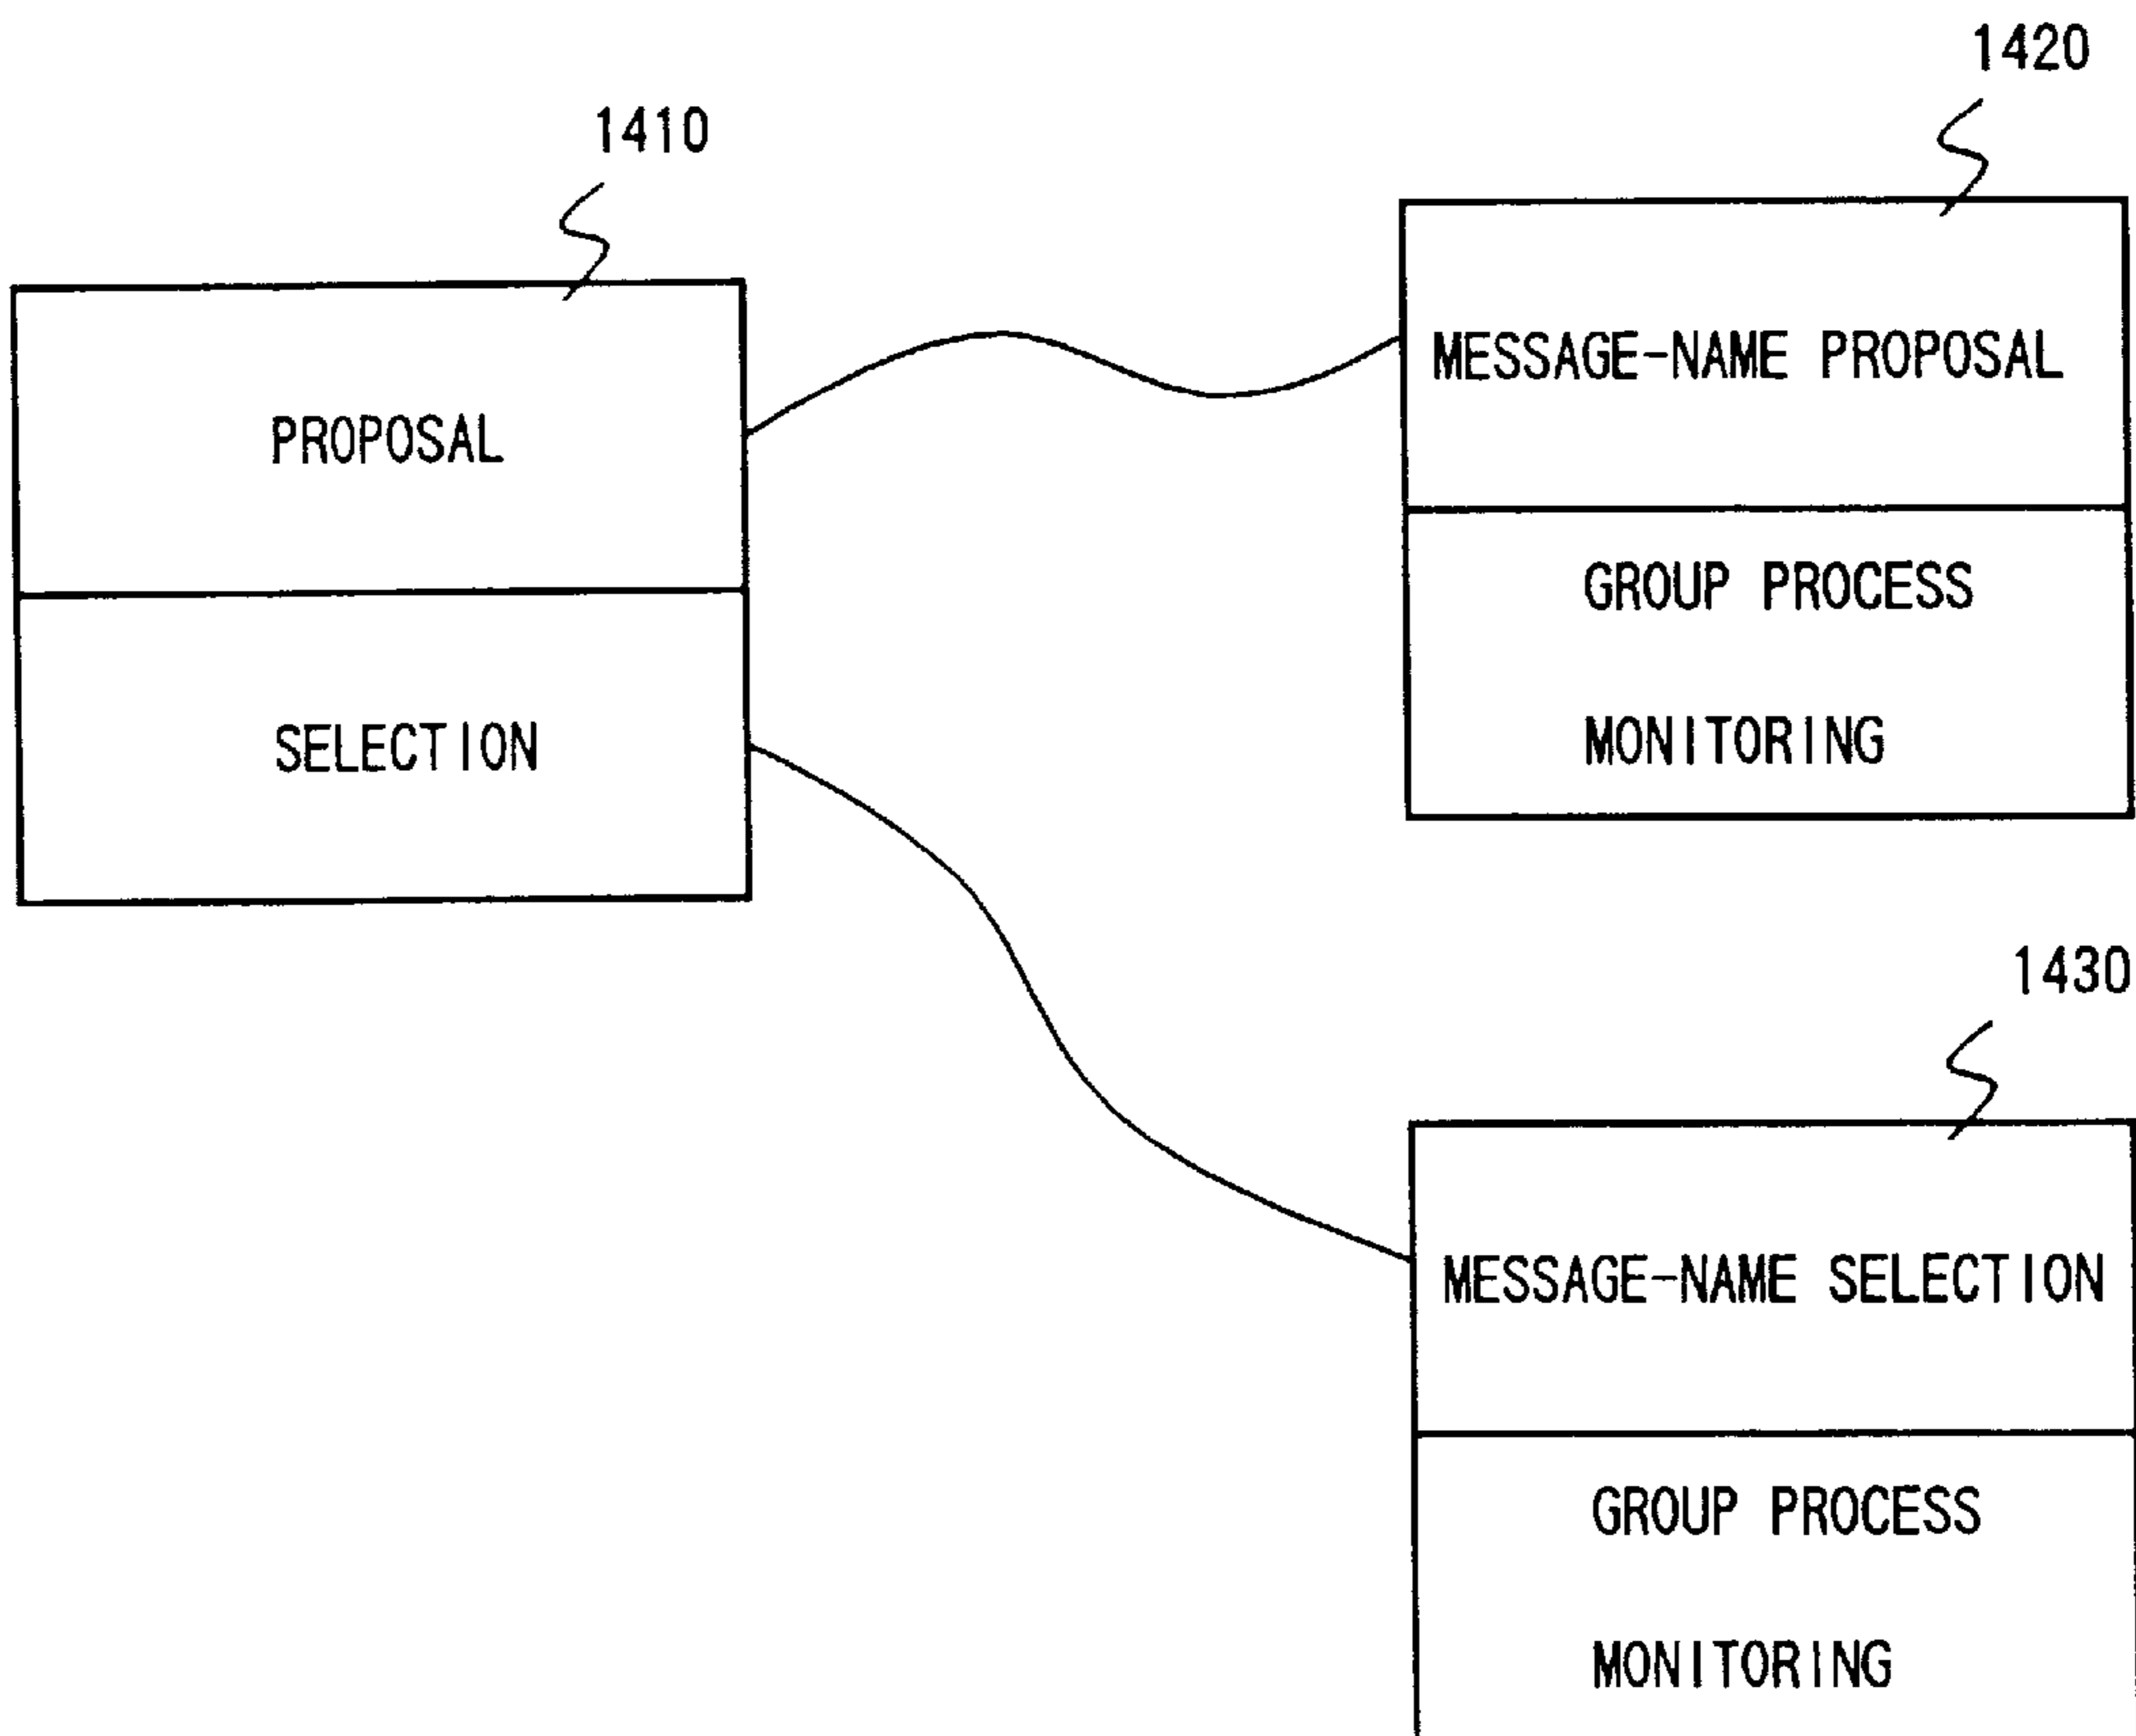 1420
1410
MESSAGE-NAME PROPOSAL
PROPOSAL
GROUP PROCESS
MONITORING
SELECTION
1430
MESSAGE-NAME SELECTION
GROUP PROCESS
MONITORING